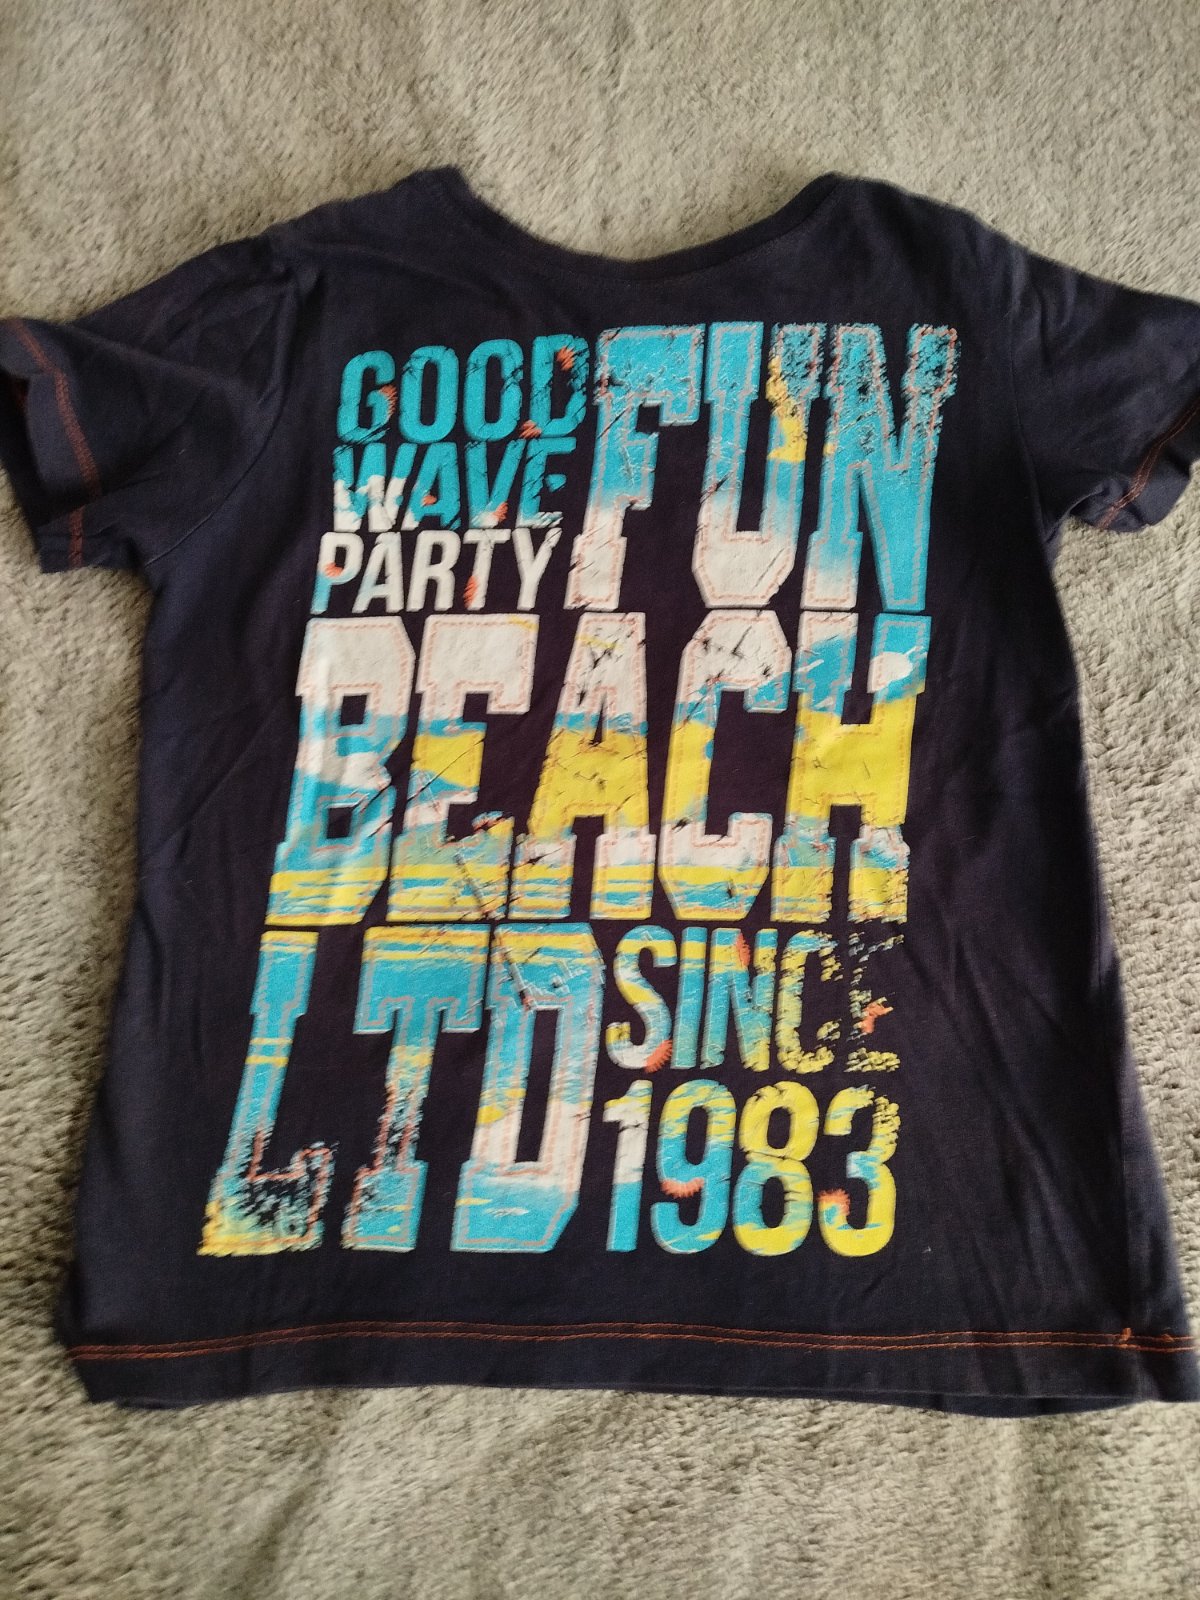 GOOD
WAVE
PARTY
FUN
BEACH
LTD
SINCE
1983